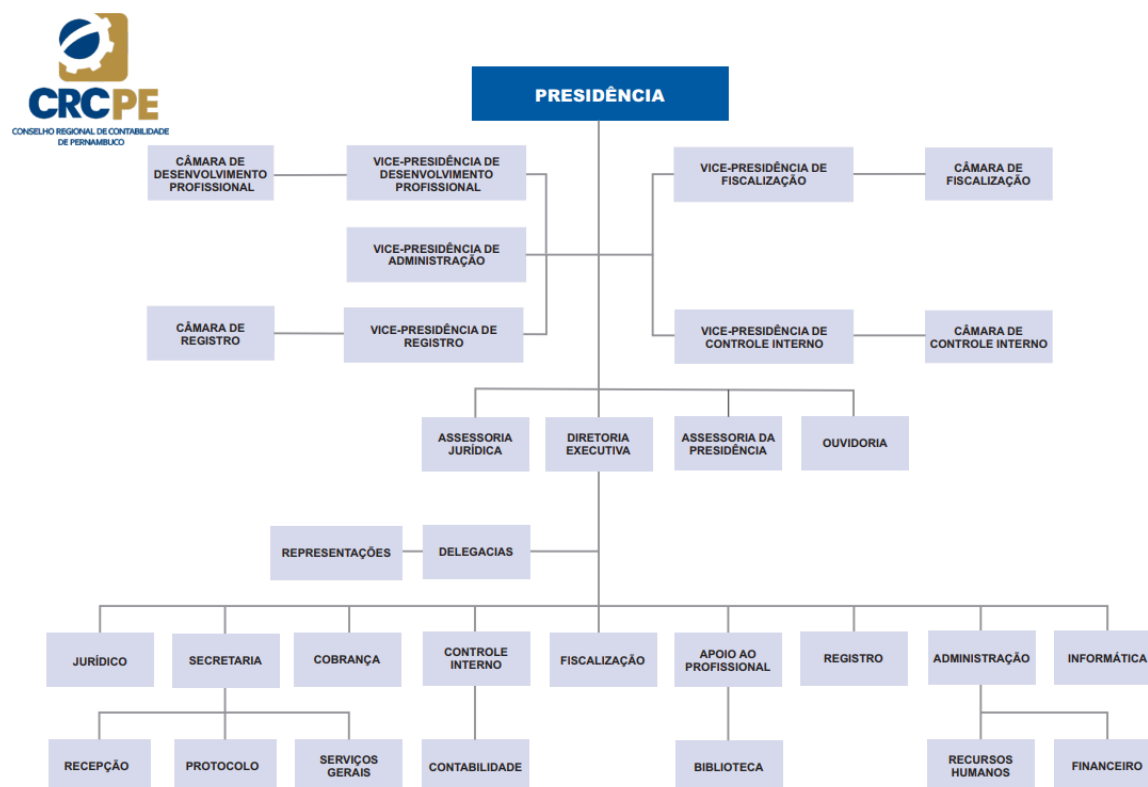 CRCPE
CONSELHO REGIONAL DE CONTABILIDADE
DE PERNAMBUCO
PRESIDÊNCIA
CÂMARA DE
DESENVOLVIMENTO
PROFISSIONAL
VICE-PRESIDÊNCIA DE
DESENVOLVIMENTO
PROFISSIONAL
VICE-PRESIDÊNCIA DE
FISCALIZAÇÃO
CÂMARA DE
FISCALIZAÇÃO
VICE-PRESIDÊNCIA DE
ADMINISTRAÇÃO
CÂMARA DE
REGISTRO
VICE-PRESIDÊNCIA DE
REGISTRO
VICE-PRESIDÊNCIA DE
CONTROLE INTERNO
CÂMARA DE
CONTROLE INTERNO
ASSESSORIA
JURÍDICA
DIRETORIA
EXECUTIVA
ASSESSORIA DA
PRESIDÊNCIA
OUVIDORIA
REPRESENTAÇÕES
DELEGACIAS
JURÍDICO
SECRETARIA
COBRANÇA
CONTROLE
INTERNO
FISCALIZAÇÃO
APOIO AO
PROFISSIONAL
REGISTRO
ADMINISTRAÇÃO
INFORMÁTICA
RECEPÇÃO
PROTOCOLO
SERVIÇOS
GERAIS
CONTABILIDADE
BIBLIOTECA
RECURSOS
HUMANOS
FINANCEIRO